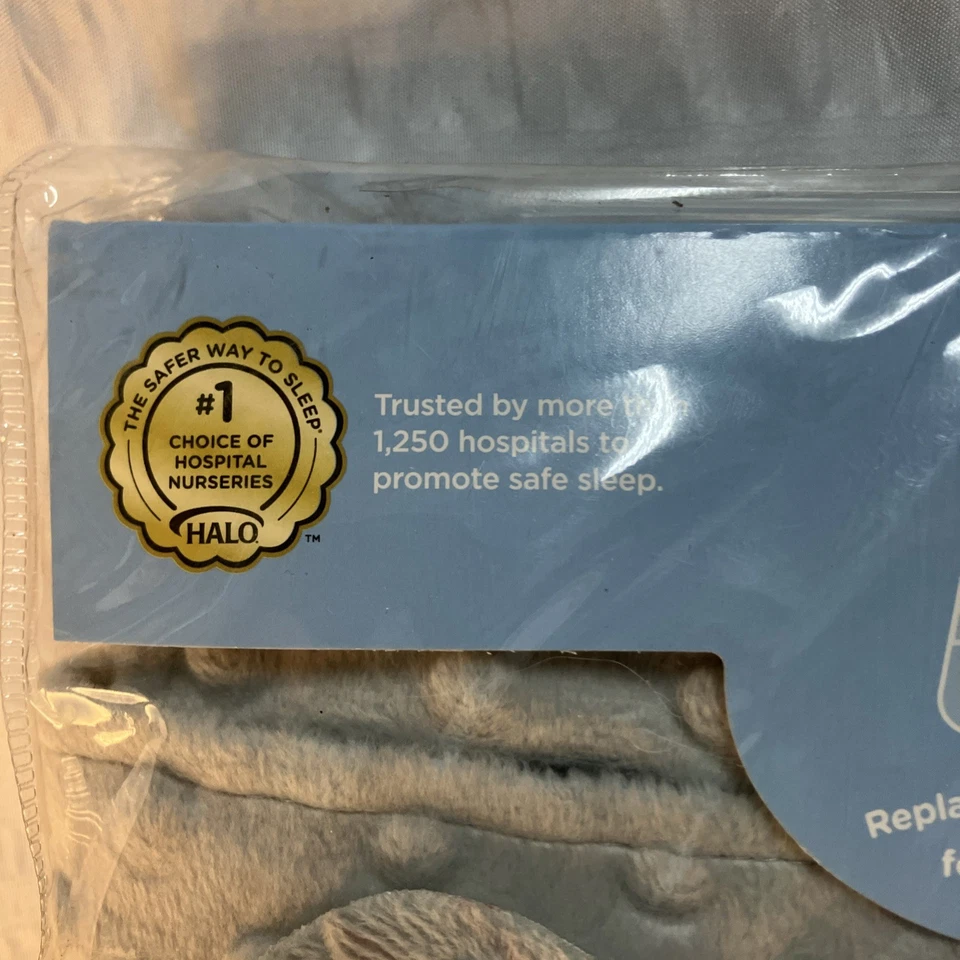 THE SAFER WAY TO SLEEP®
#1
CHOICE OF
HOSPITAL
NURSERIES
HALO
TM
Trusted by more than
1,250 hospitals to
promote safe sleep.